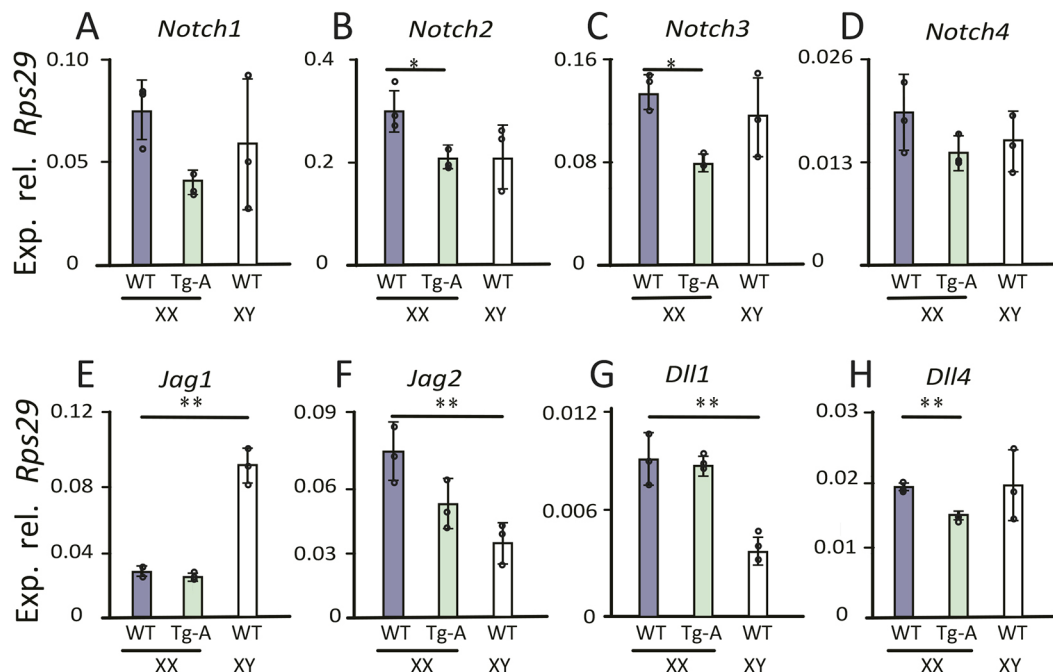 A Notch1 B Notch2 C Notch3 D Notch4
Exp. rel. Rps29
0.10 0.4 * 0.16 * 0.026
0.05 0.2 0.08 0.013
0 0 0 0
WT Tg-A WT WT Tg-A WT WT Tg-A WT WT Tg-A WT
XX XY XX XY XX XY XX XY
E Jag1 F Jag2 G Dll1 H Dll4
Exp. rel. Rps29
** ** ** **
0.12 0.09 0.012 0.03
0.08 0.06 0.006 0.02
0.04 0.03 0.01
0 0 0 0
WT Tg-A WT WT Tg-A WT WT Tg-A WT WT Tg-A WT
XX XY XX XY XX XY XX XY